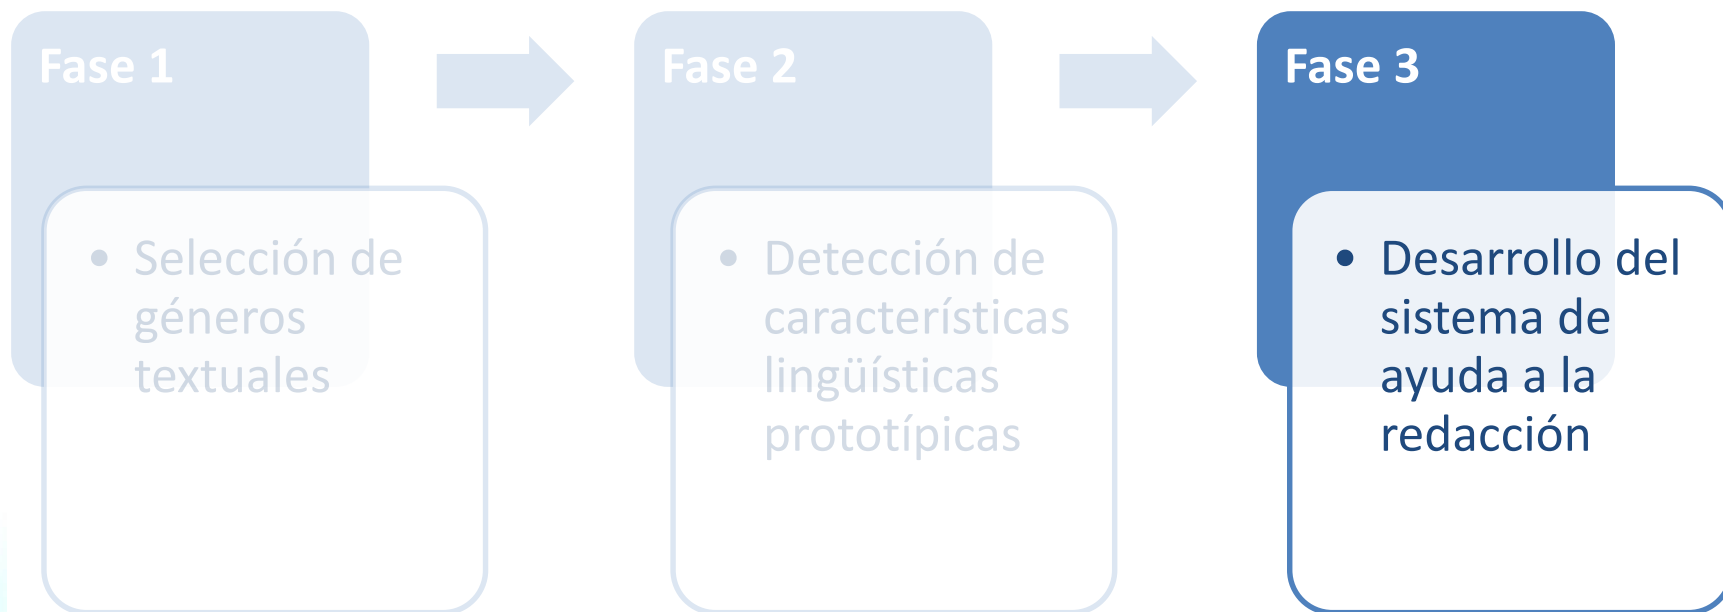 Fase 1
• Selección de
géneros
textuales
Fase 2
• Detección de
características
lingüísticas
prototípicas
Fase 3
• Desarrollo del
sistema de
ayuda a la
redacción